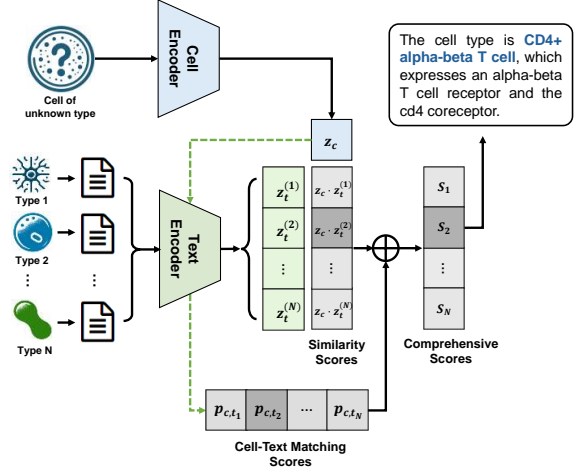 Cell of
unknown type
Cell
Encoder
The cell type is CD4+
alpha-beta T cell, which
expresses an alpha-beta
T cell receptor and the
cd4 coreceptor.
z_c
Type 1
Type 2
⋮
⋮
Type N
Text
Encoder
z_t^{(1)}
z_t^{(2)}
⋮
z_t^{(N)}
z_c · z_t^{(1)}
z_c · z_t^{(2)}
⋮
z_c · z_t^{(N)}
Similarity
Scores
S_1
S_2
⋮
S_N
Comprehensive
Scores
p_{c,t_1} p_{c,t_2} ⋯ p_{c,t_N}
Cell-Text Matching
Scores